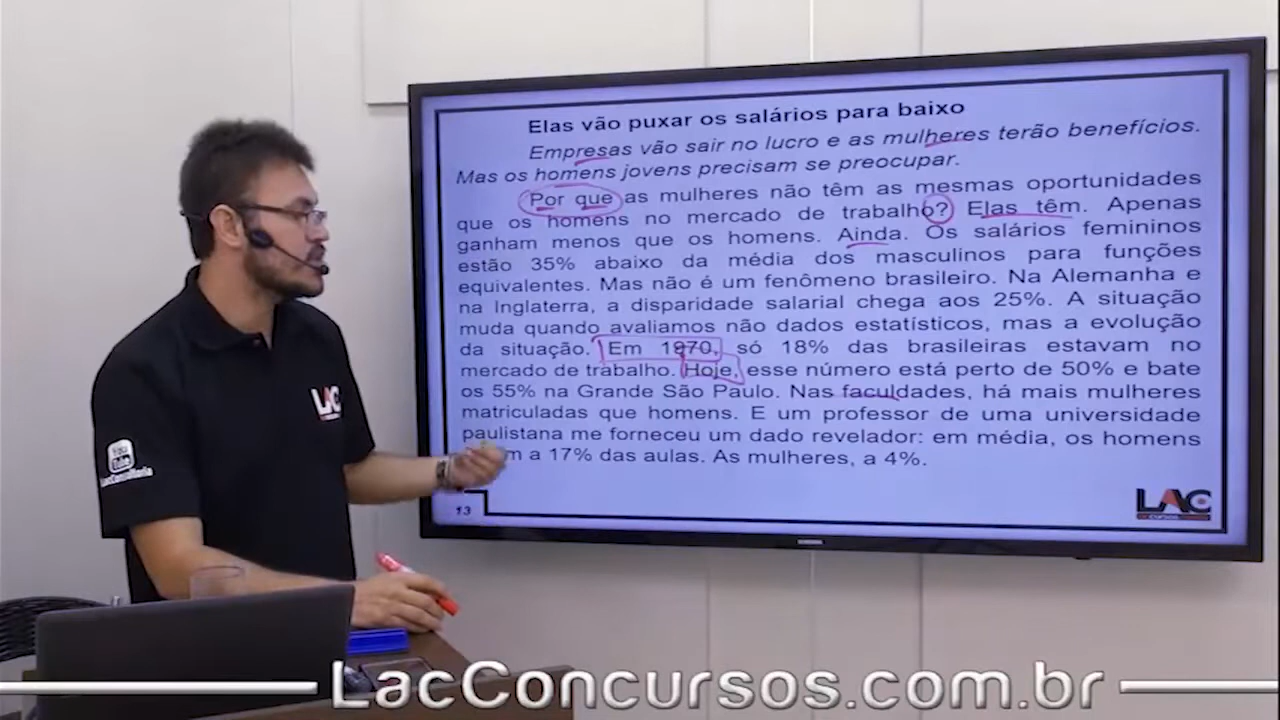 Elas vão puxar os salários para baixo
Empresas vão sair no lucro e as mulheres terão benefícios.
Mas os homens jovens precisam se preocupar.
Por que as mulheres não têm as mesmas oportunidades
que os homens no mercado de trabalho? Elas têm. Apenas
ganham menos que os homens. Ainda. Os salários femininos
estão 35% abaixo da média dos masculinos para funções
equivalentes. Mas não é um fenômeno brasileiro. Na Alemanha e
na Inglaterra, a disparidade salarial chega aos 25%. A situação
muda quando avaliamos não dados estatísticos, mas a evolução
da situação. Em 1970, só 18% das brasileiras estavam no
mercado de trabalho. Hoje, esse número está perto de 50% e bate
os 55% na Grande São Paulo. Nas faculdades, há mais mulheres
matriculadas que homens. E um professor de uma universidade
paulistana me forneceu um dado revelador: em média, os homens
a 17% das aulas. As mulheres, a 4%.
13
LAC
CONCURSOS
LAC
You
Tube
LacConcursos.com.br